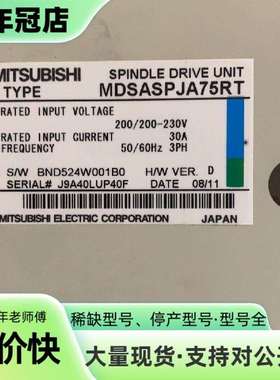 年冠店
MITSUBISHI SPINDLE DRIVE UNIT
TYPE MDSASPJA75RT
RATED INPUT VOLTAGE
200/200-230V
RATED INPUT CURRENT 30A
FREQUENCY 50/60Hz 3PH
S/W BND524W001B0 H/W VER. D
SERIAL# J9A40LUP40F DATE 08/11
MITSUBISHI ELECTRIC CORPORATION JAPAN
年老师傅
价快
稀缺型号、停产型号、型号全
大量现货·支持对公